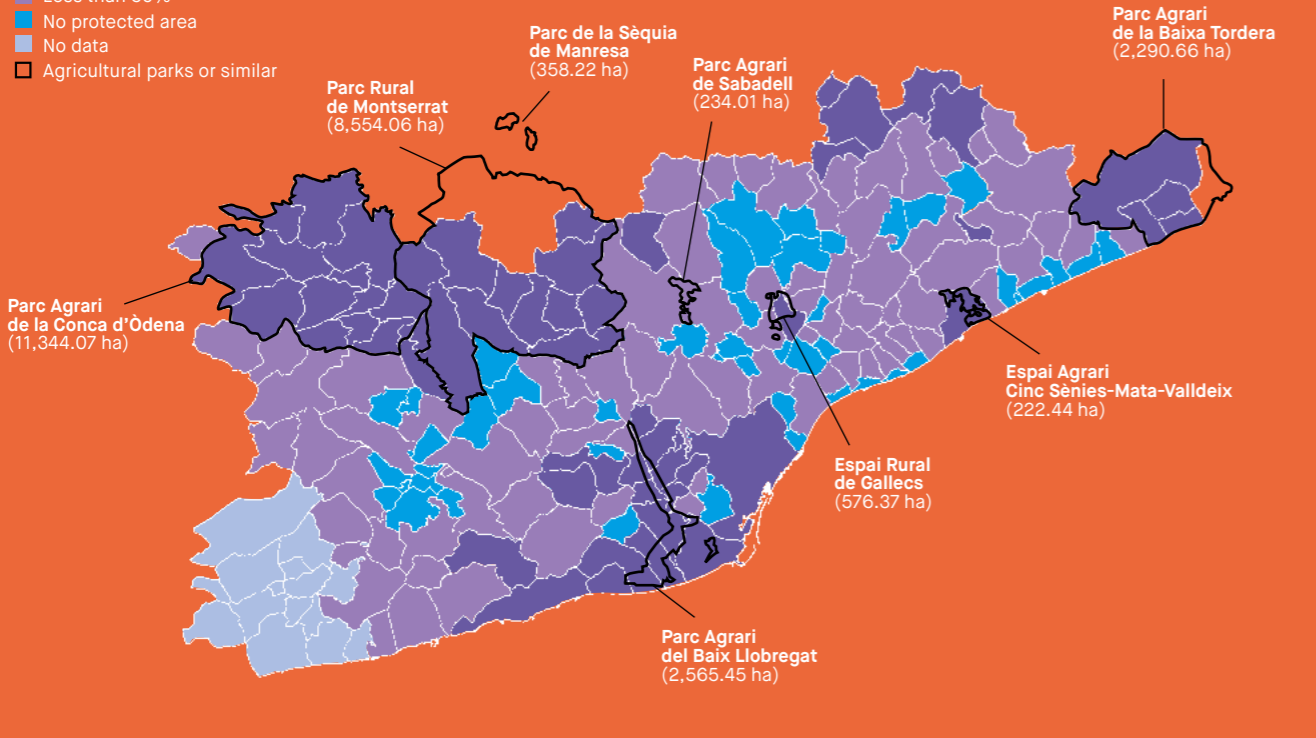 No protected area
No data
Agricultural parks or similar
Parc de la Sèquia
de Manresa
(358.22 ha)
Parc Agrari
de la Baixa Tordera
(2,290.66 ha)
Parc Agrari
de Sabadell
(234.01 ha)
Parc Rural
de Montserrat
(8,554.06 ha)
Parc Agrari
de la Conca d'Òdena
(11,344.07 ha)
Espai Agrari
Cinc Sènies-Mata-Valldeix
(222.44 ha)
Espai Rural
de Gallecs
(576.37 ha)
Parc Agrari
del Baix Llobregat
(2,565.45 ha)